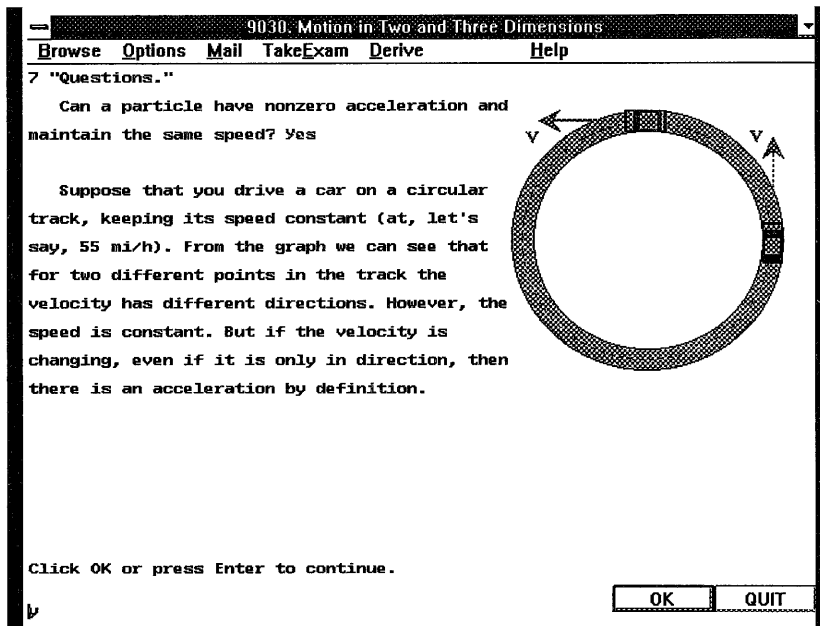 9030. Motion in Two and Three Dimensions
Browse Options Mail TakeExam Derive Help
7 "Questions."
Can a particle have nonzero acceleration and
maintain the same speed? Yes
Suppose that you drive a car on a circular
track, keeping its speed constant (at, let's
say, 55 mi/h). From the graph we can see that
for two different points in the track the
velocity has different directions. However, the
speed is constant. But if the velocity is
changing, even if it is only in direction, then
there is an acceleration by definition.
v
v
Click OK or press Enter to continue.
OK QUIT